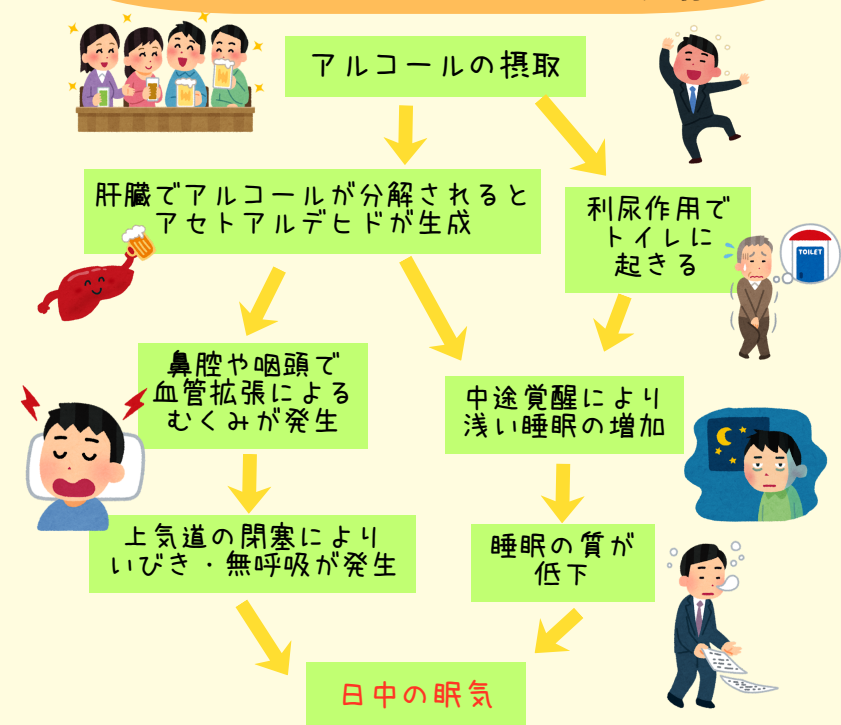 アルコールの摂取
肝臓でアルコールが分解されると
アセトアルデヒドが生成
利尿作用で
トイレに
起きる
TOILET
鼻腔や咽頭で
血管拡張による
むくみが発生
中途覚醒により
浅い睡眠の増加
上気道の閉塞により
いびき・無呼吸が発生
睡眠の質が
低下
日中の眠気